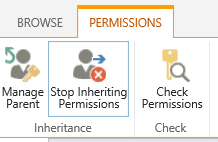 BROWSE PERMISSIONS
Manage Stop Inheriting Check
Parent Permissions Permissions
Inheritance Check